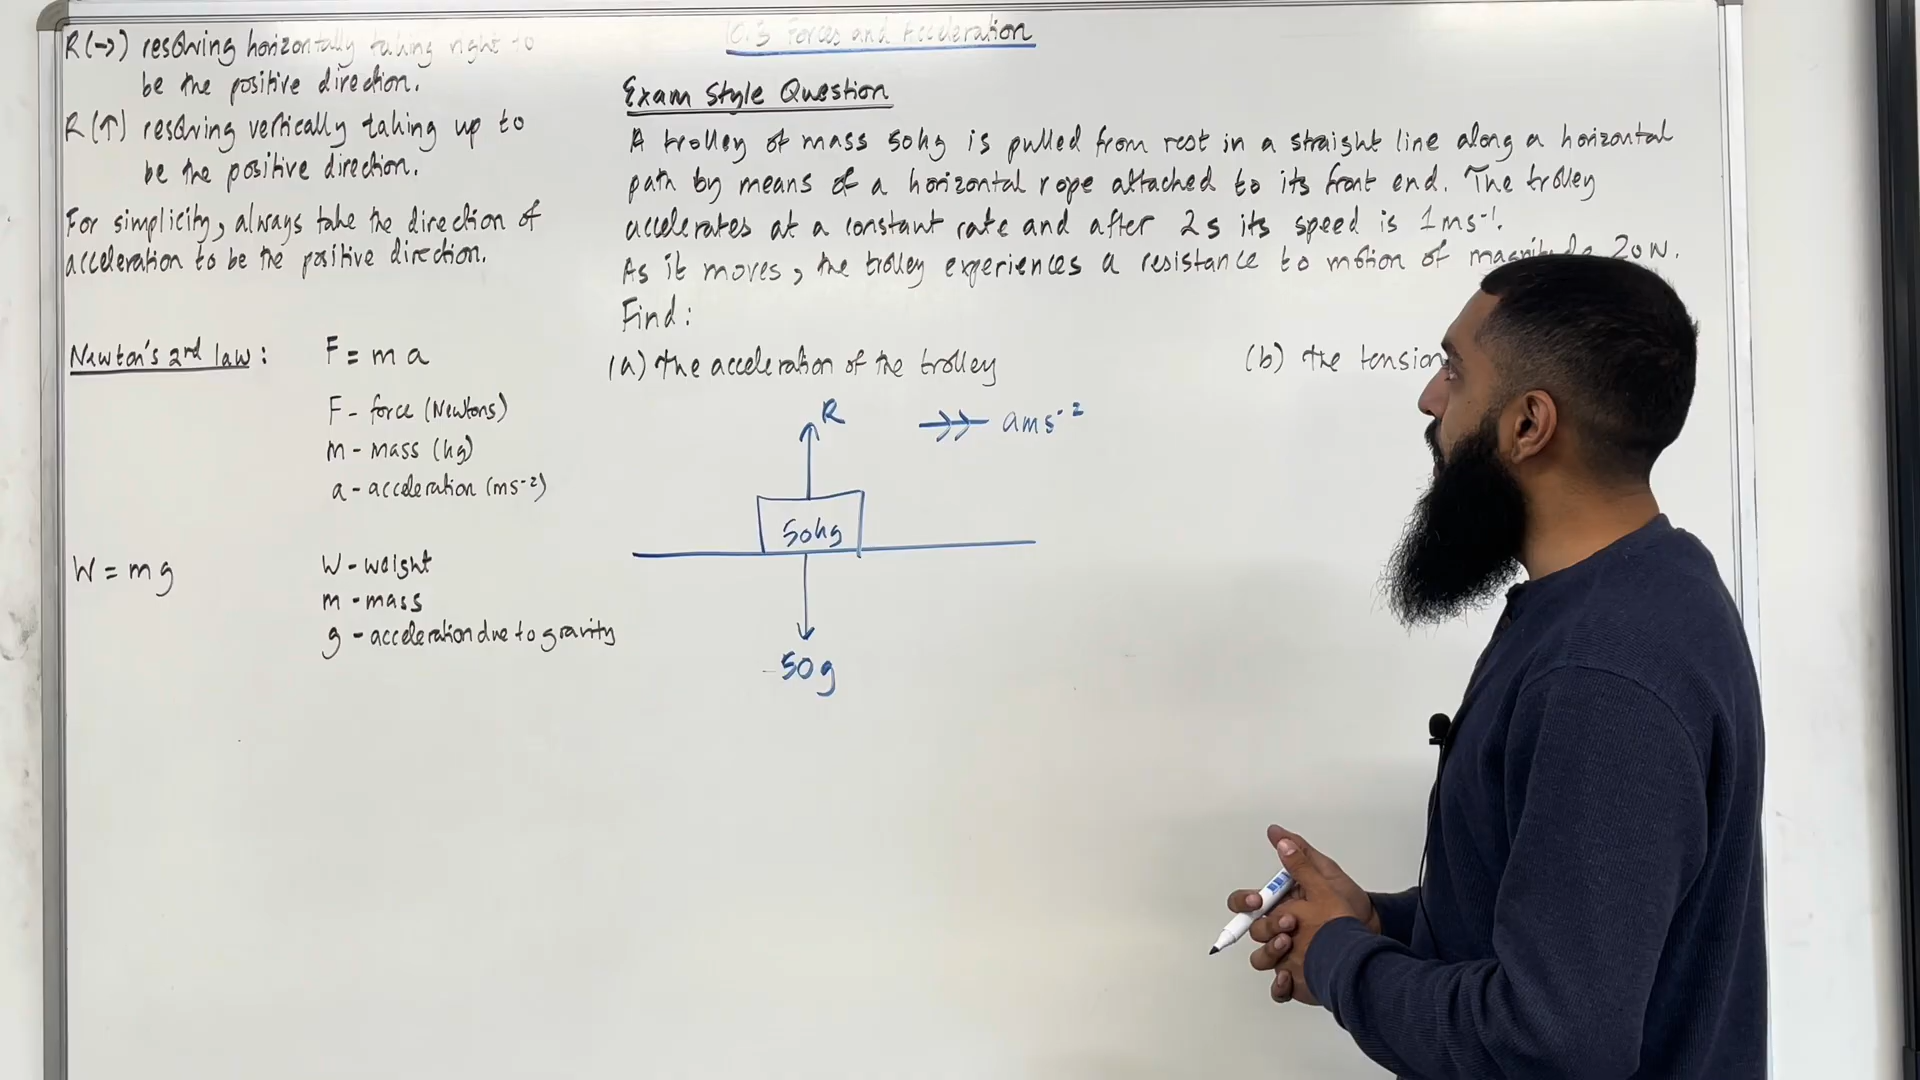 10.3 Forces and Acceleration
R(→) resolving horizontally taking right to
be the positive direction.
R(↑) resolving vertically taking up to
be the positive direction.
For simplicity, always take the direction of
acceleration to be the positive direction.
Newton's 2nd law: F = ma
F - force (Newtons)
m - mass (kg)
a - acceleration (ms⁻²)
W = mg
W - weight
m - mass
g - acceleration due to gravity
Exam Style Question
A trolley of mass 50kg is pulled from rest in a straight line along a horizontal
path by means of a horizontal rope attached to its front end. The trolley
accelerates at a constant rate and after 2s its speed is 1ms⁻¹.
As it moves, the trolley experiences a resistance to motion of magnitude 20N.
Find:
(a) the acceleration of the trolley
(b) the tension
R
ams⁻²
50kg
50g